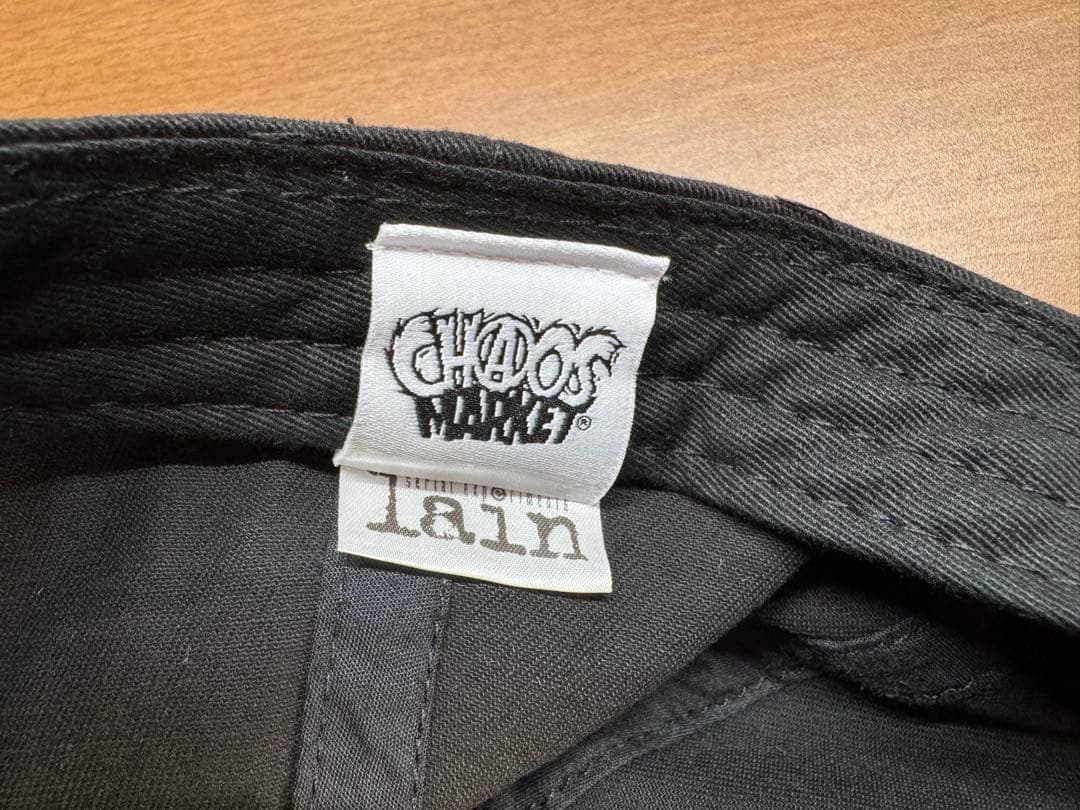 CHAOS
MARKET®
serial experiments
lain